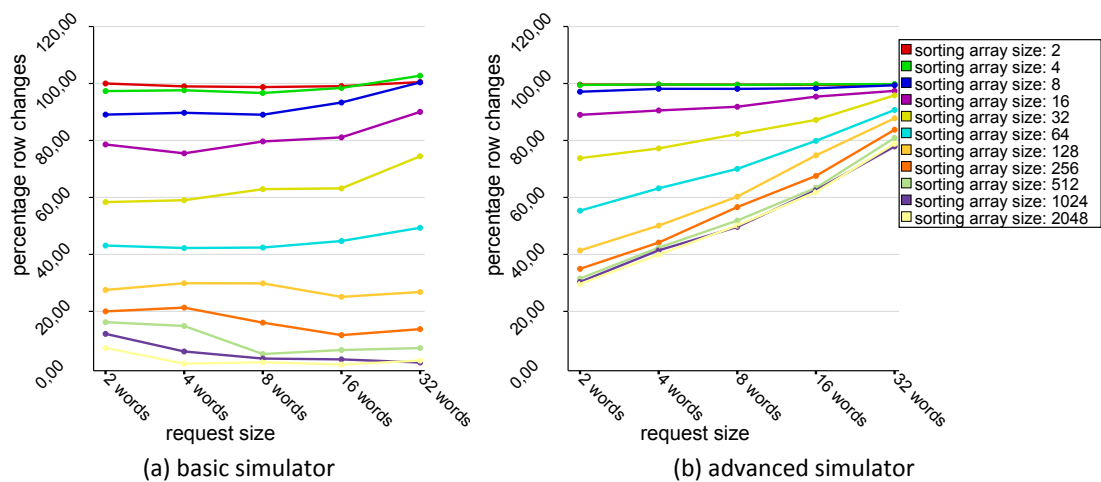 120,00
100,00
80,00
60,00
40,00
20,00
0,00
percentage row changes
2 words
4 words
8 words
16 words
32 words
request size
(a) basic simulator
120,00
100,00
80,00
60,00
40,00
20,00
0,00
percentage row changes
2 words
4 words
8 words
16 words
32 words
request size
(b) advanced simulator
sorting array size: 2
sorting array size: 4
sorting array size: 8
sorting array size: 16
sorting array size: 32
sorting array size: 64
sorting array size: 128
sorting array size: 256
sorting array size: 512
sorting array size: 1024
sorting array size: 2048